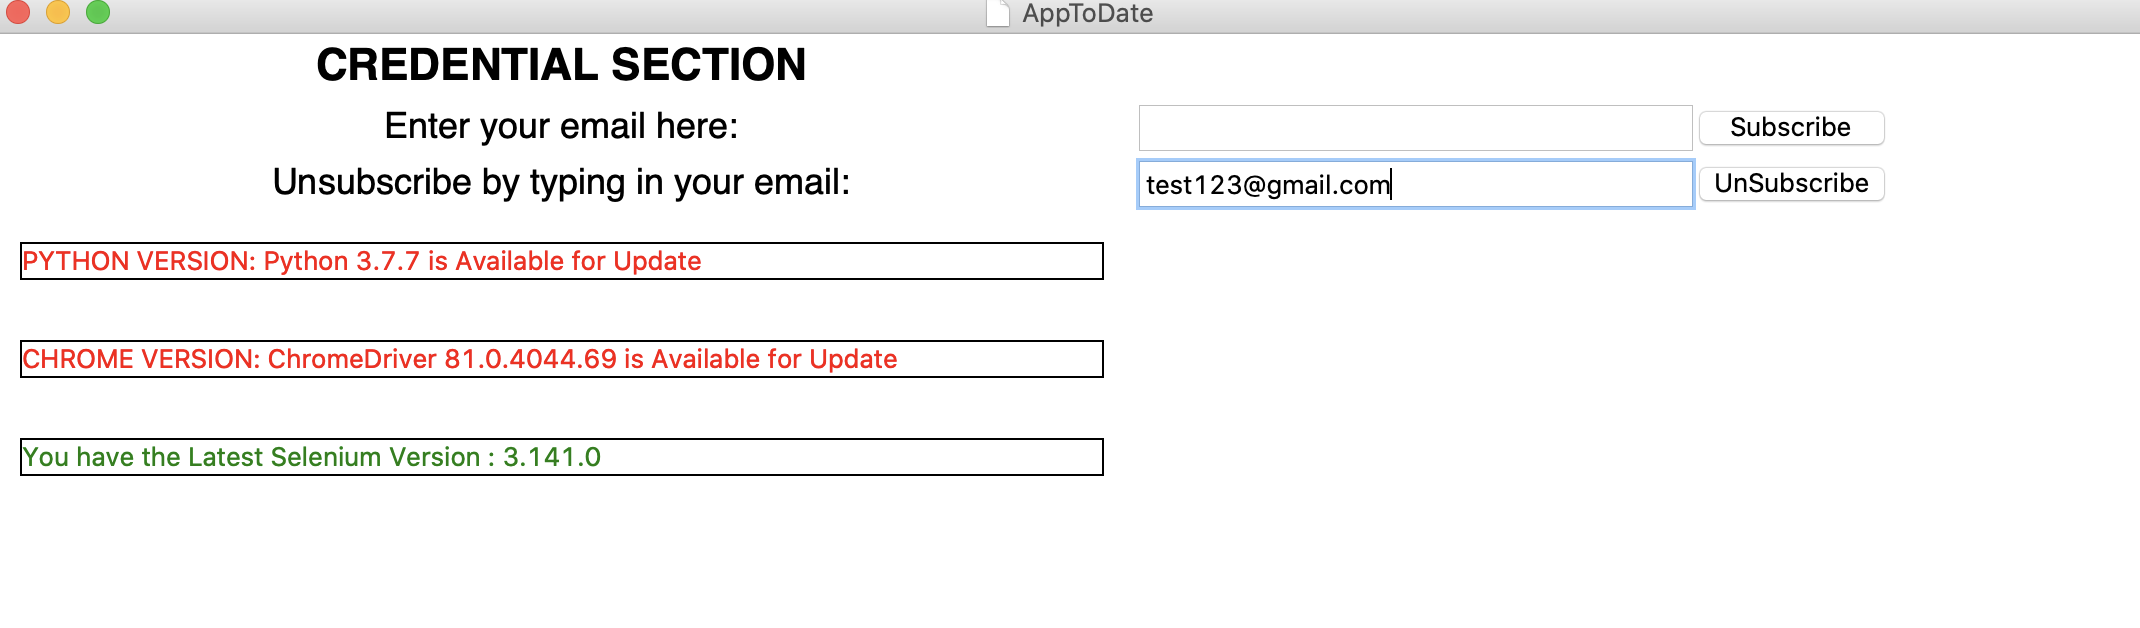 AppToDate
CREDENTIAL SECTION
Enter your email here:
Subscribe
Unsubscribe by typing in your email:
test123@gmail.com
UnSubscribe
PYTHON VERSION: Python 3.7.7 is Available for Update
CHROME VERSION: ChromeDriver 81.0.4044.69 is Available for Update
You have the Latest Selenium Version : 3.141.0